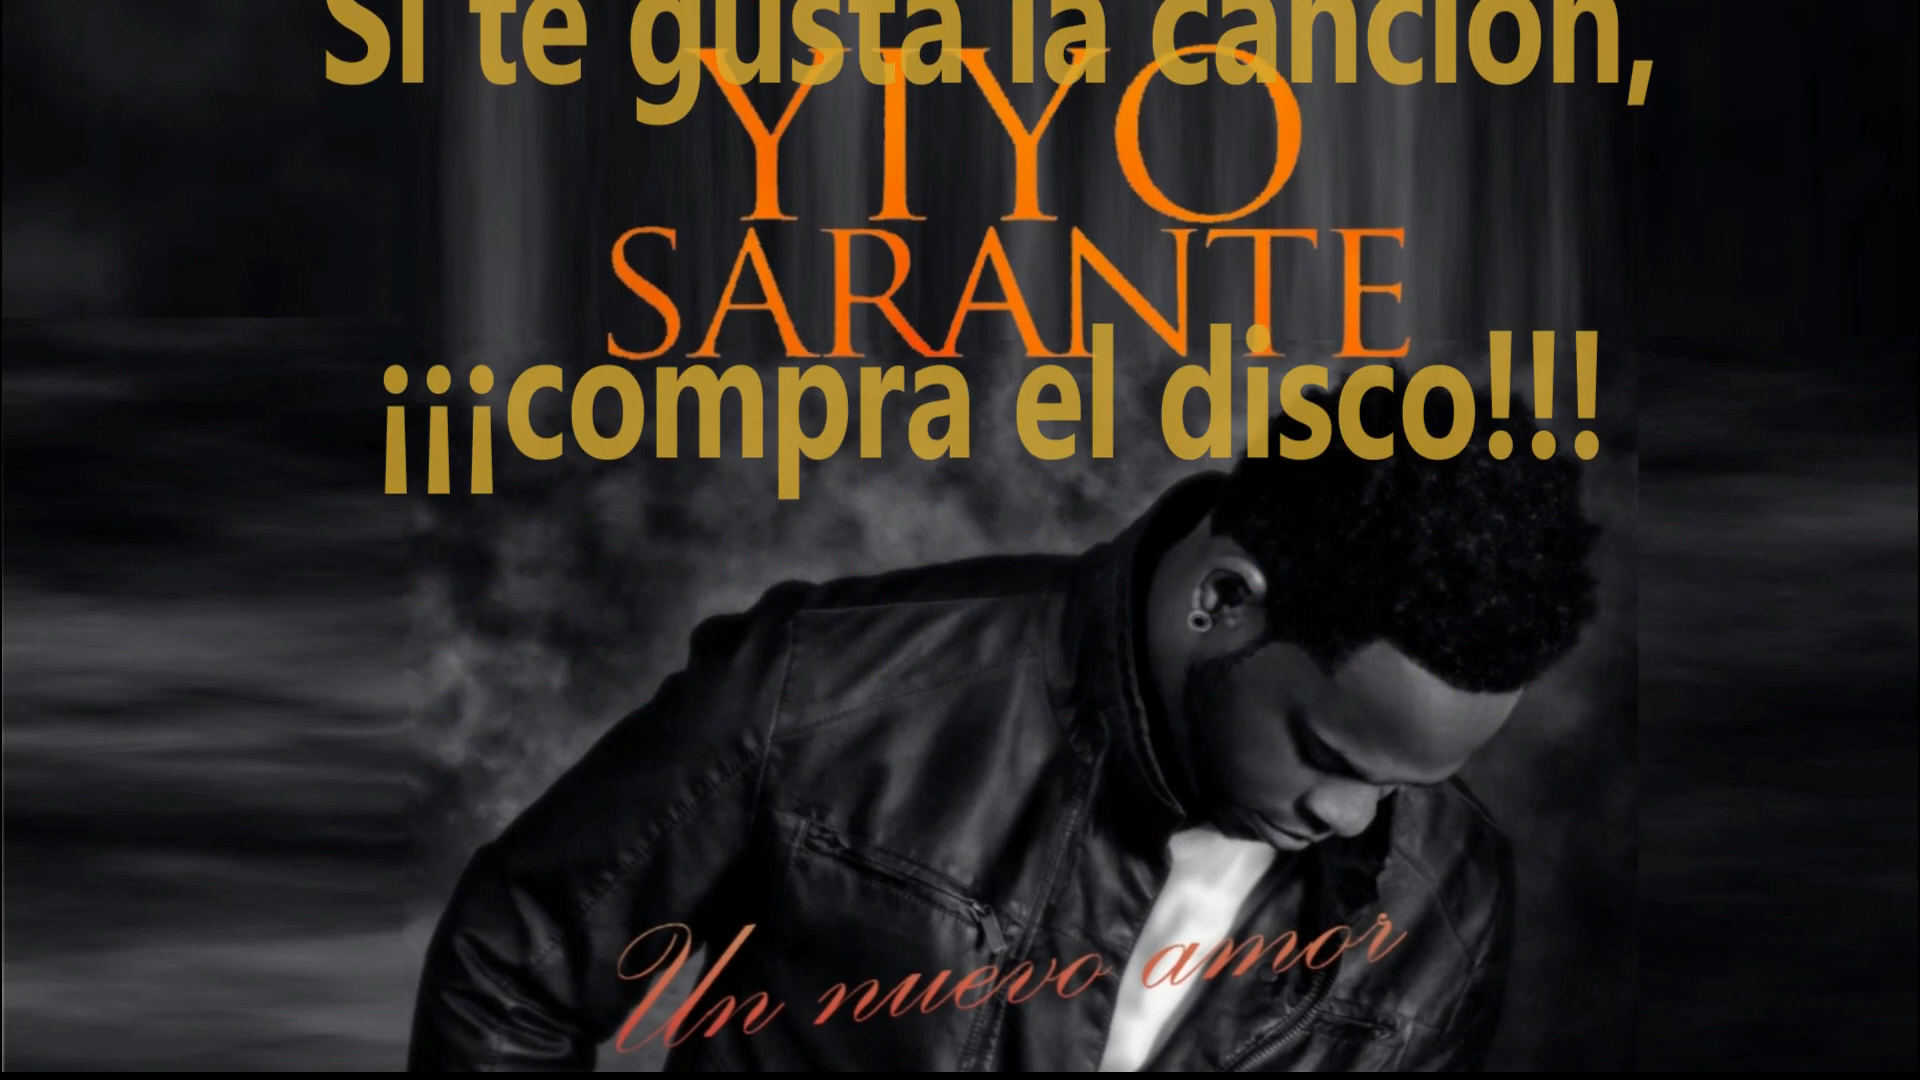 Si te gusta la canción,
YIYO
SARANTE
¡¡¡compra el disco!!!
Un nuevo amor